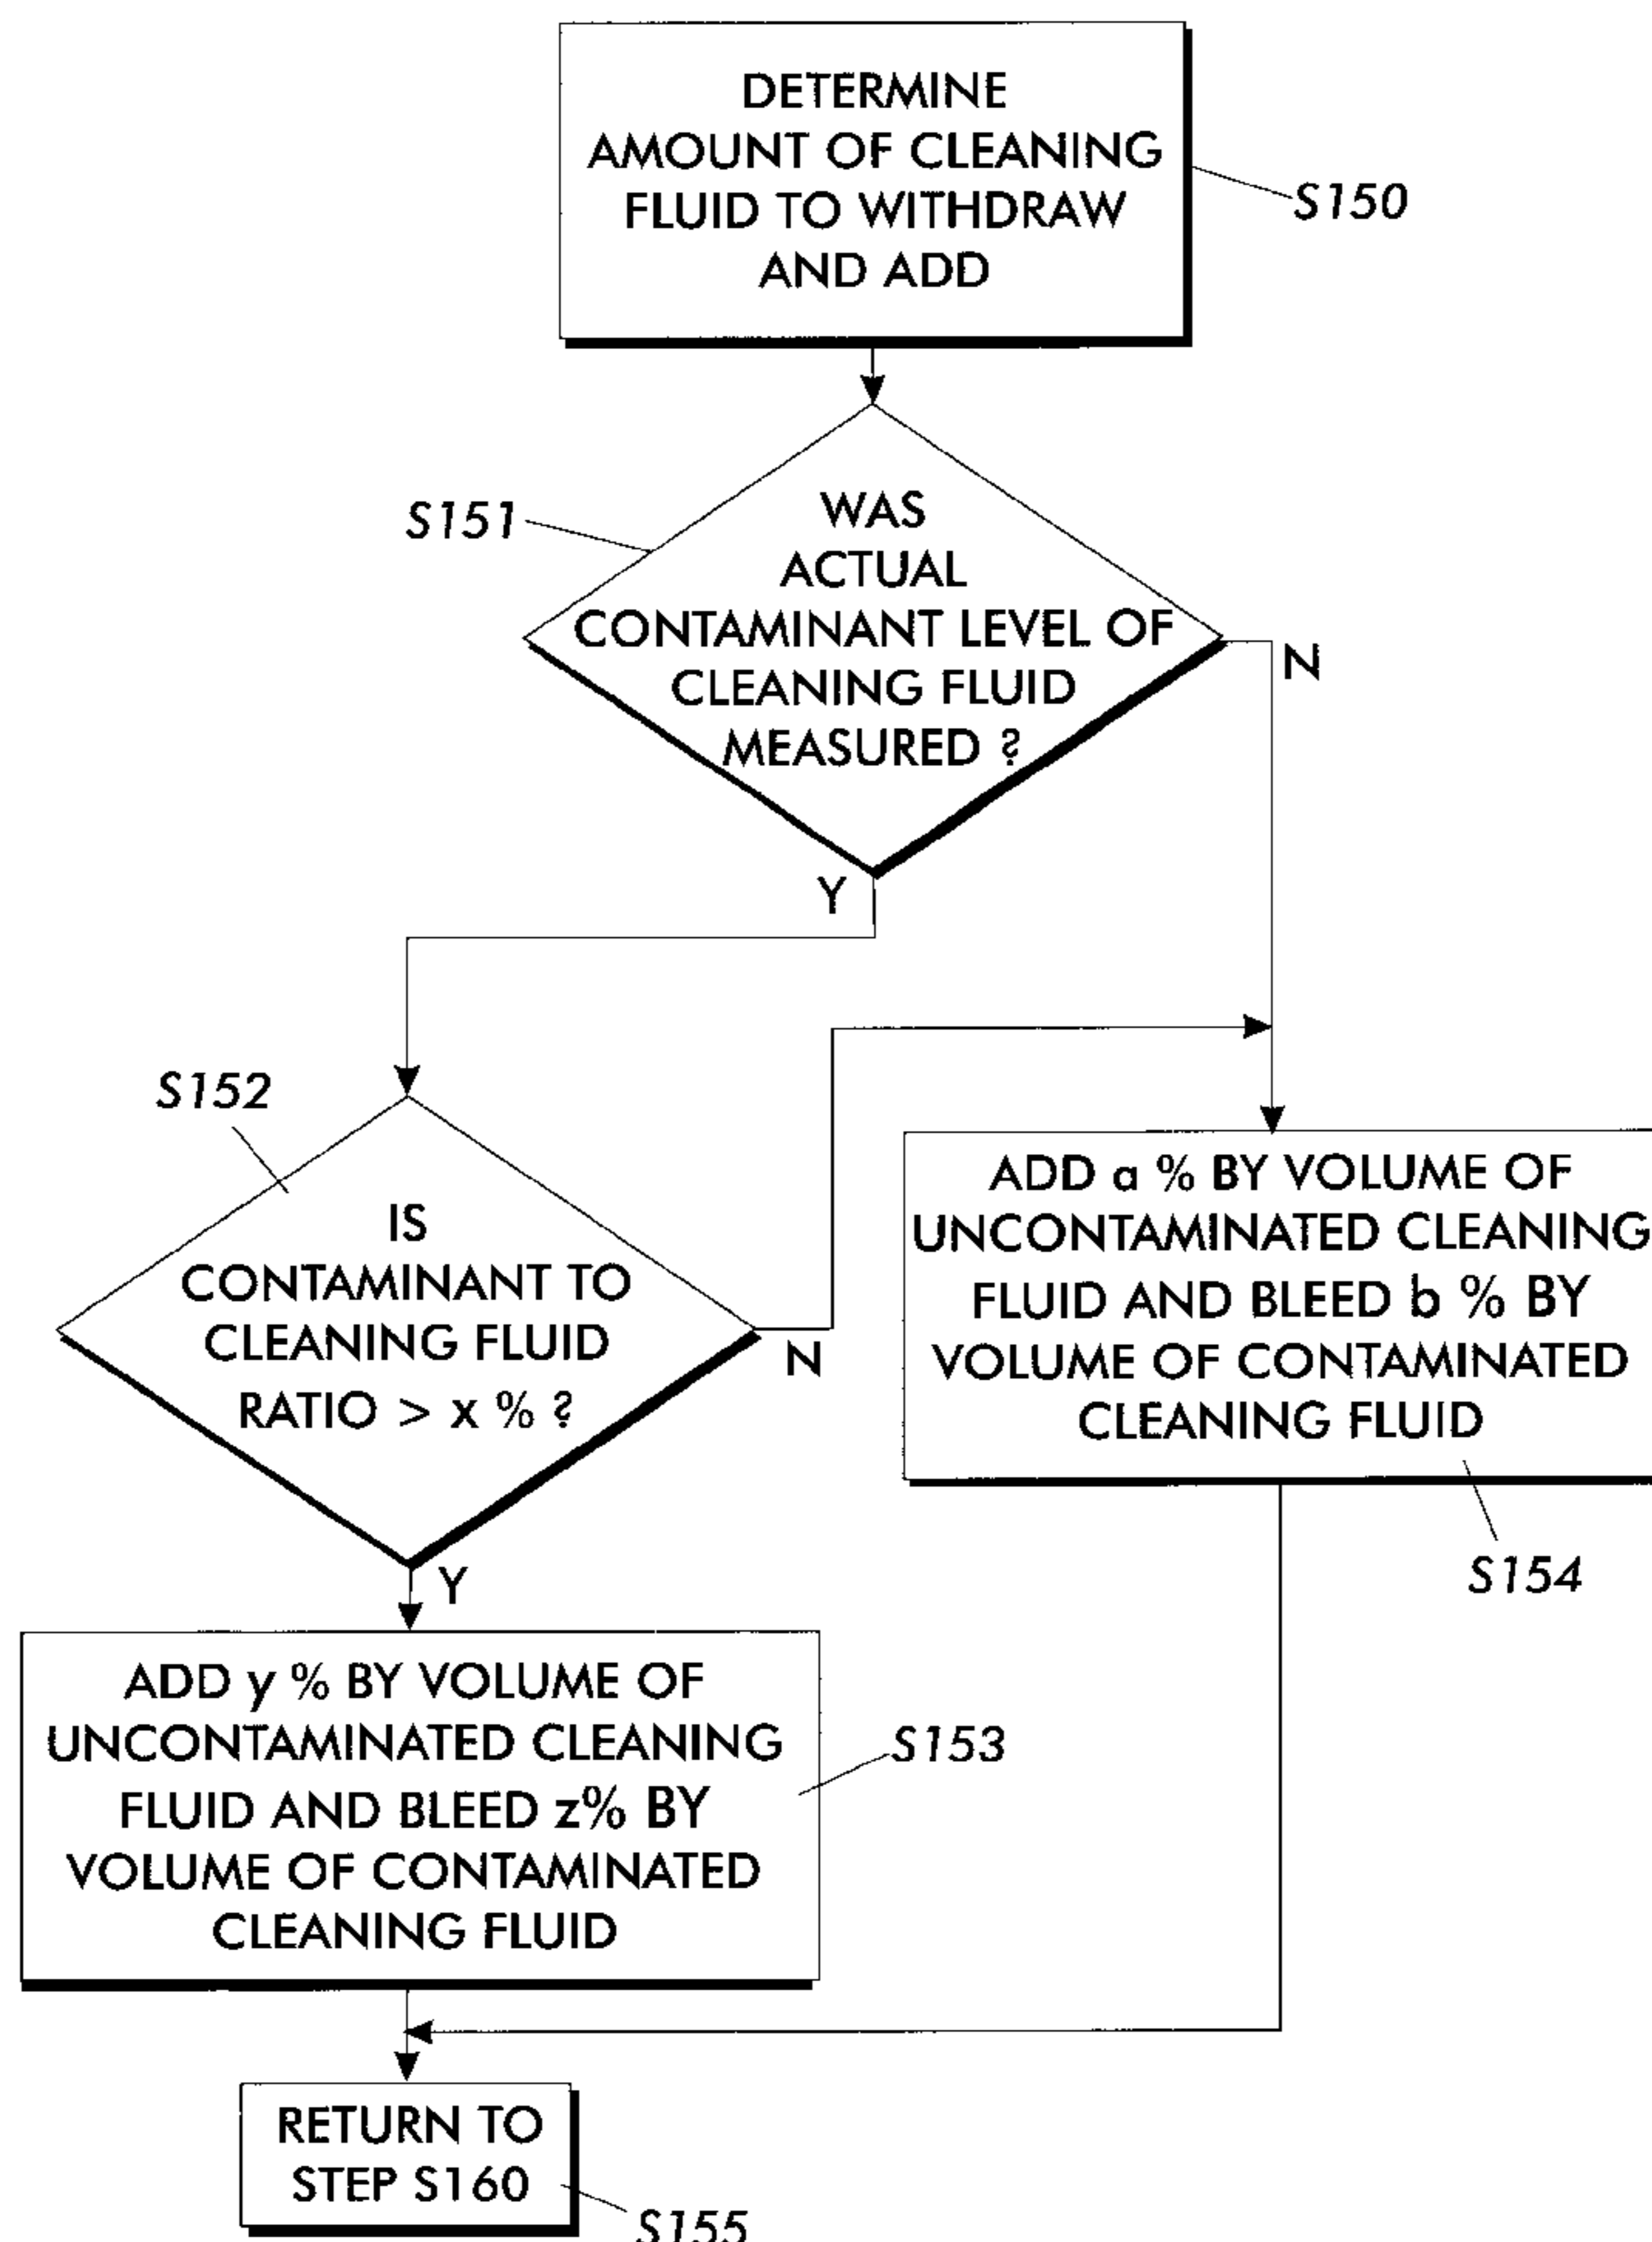 DETERMINE
AMOUNT OF CLEANING
FLUID TO WITHDRAW
AND ADD
S150
S151
WAS
ACTUAL
CONTAMINANT LEVEL OF
CLEANING FLUID
MEASURED ?
N
Y
S152
IS
CONTAMINANT TO
CLEANING FLUID
RATIO > x % ?
N
Y
ADD a % BY VOLUME OF
UNCONTAMINATED CLEANING
FLUID AND BLEED b % BY
VOLUME OF CONTAMINATED
CLEANING FLUID
S154
ADD y % BY VOLUME OF
UNCONTAMINATED CLEANING
FLUID AND BLEED z% BY
VOLUME OF CONTAMINATED
CLEANING FLUID
S153
RETURN TO
STEP S160
S155